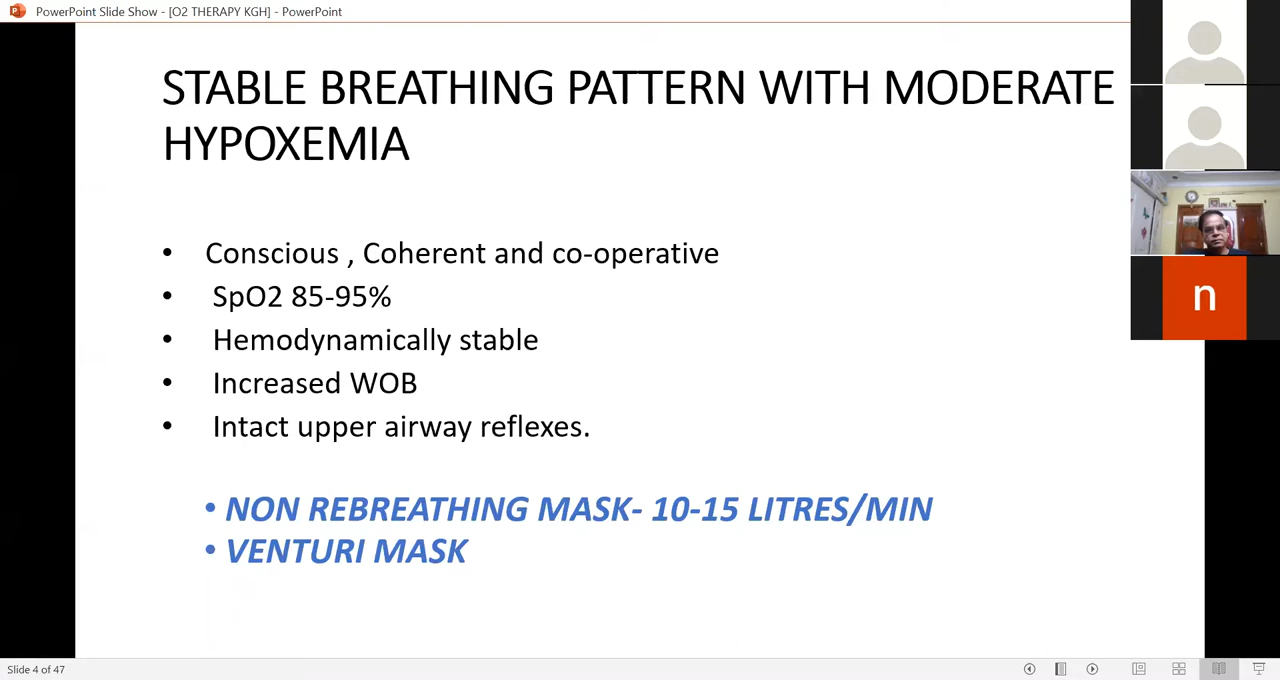 PowerPoint Slide Show - [O2 THERAPY KGH] - PowerPoint
STABLE BREATHING PATTERN WITH MODERATE
HYPOXEMIA
• Conscious , Coherent and co-operative
• SpO2 85-95%
• Hemodynamically stable
• Increased WOB
• Intact upper airway reflexes.
• NON REBREATHING MASK- 10-15 LITRES/MIN
• VENTURI MASK
n
Slide 4 of 47